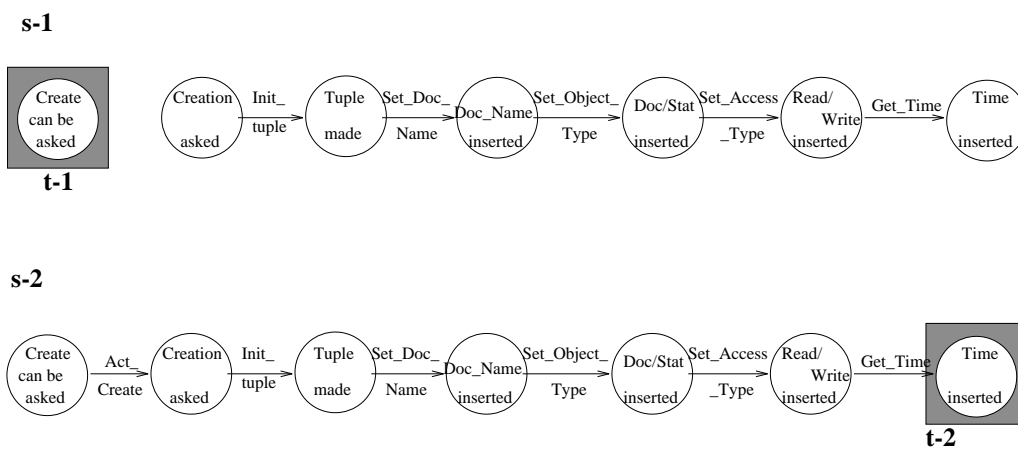 s-1
Create
can be
asked
t-1
Creation
asked
Init_
tuple
Tuple
made
Set_Doc_
Name
Doc_Name
inserted
Set_Object_
Type
Doc/Stat
inserted
Set_Access
_Type
Read/
Write
inserted
Get_Time
Time
inserted
s-2
Create
can be
asked
Act_
Create
Creation
asked
Init_
tuple
Tuple
made
Set_Doc_
Name
Doc_Name
inserted
Set_Object_
Type
Doc/Stat
inserted
Set_Access
_Type
Read/
Write
inserted
Get_Time
Time
inserted
t-2